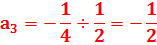 a₃ = −1/4 ÷ 1/2 = −1/2